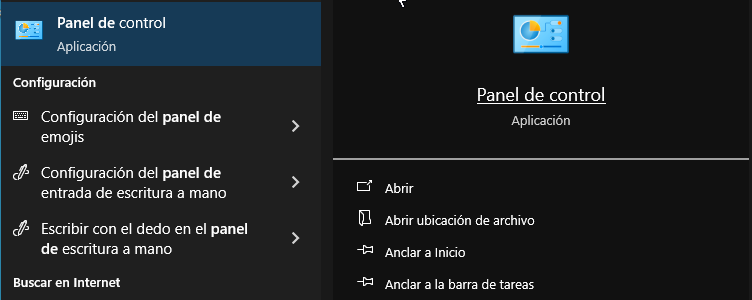 Panel de control
Aplicación
Configuración
Configuración del panel de
emojis
Configuración del panel de
entrada de escritura a mano
Escribir con el dedo en el panel
de escritura a mano
Buscar en Internet
Panel de control
Aplicación
Abrir
Abrir ubicación de archivo
Anclar a Inicio
Anclar a la barra de tareas